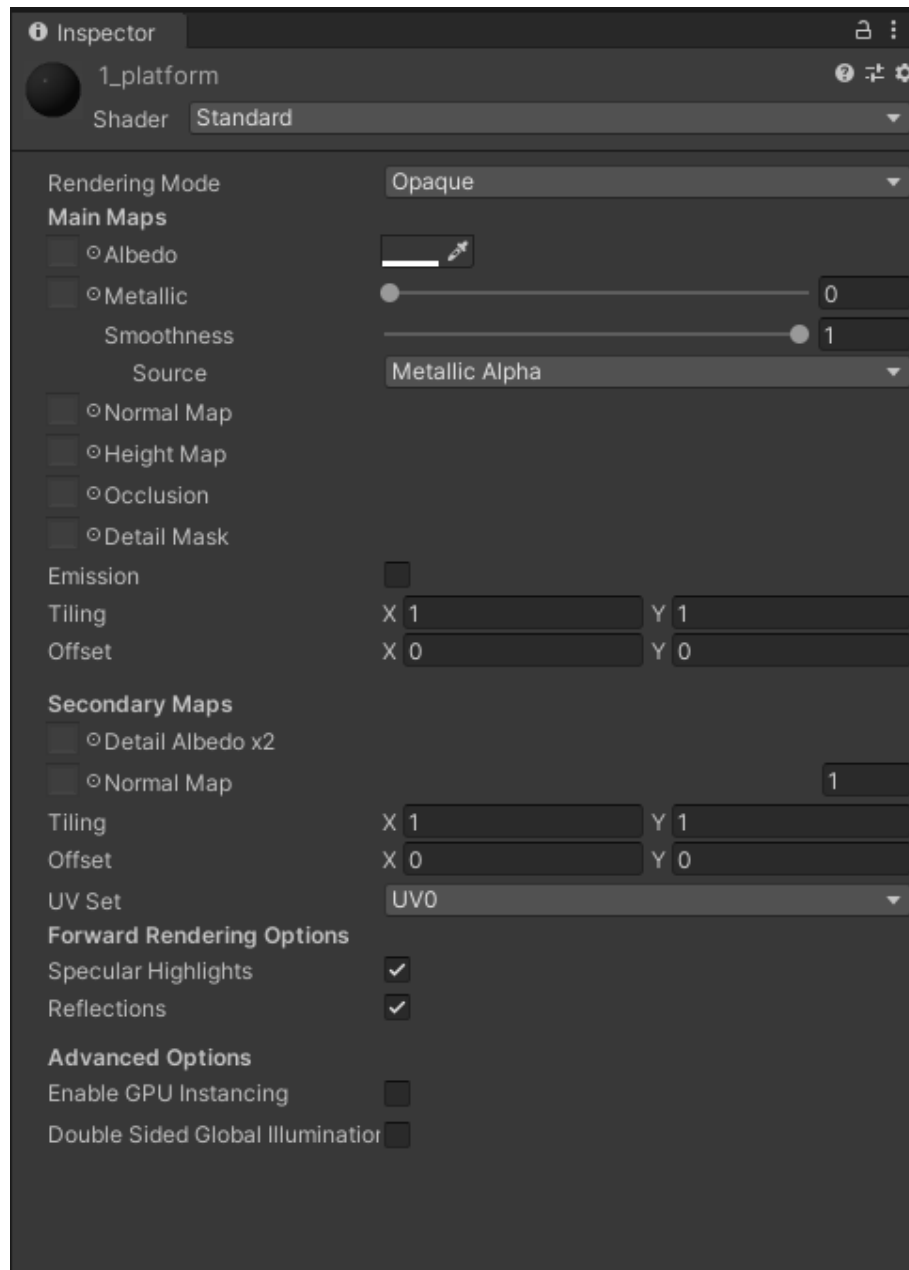 Inspector
1_platform
Shader Standard
Rendering Mode Opaque
Main Maps
Albedo
Metallic 0
Smoothness 1
Source Metallic Alpha
Normal Map
Height Map
Occlusion
Detail Mask
Emission
Tiling X 1 Y 1
Offset X 0 Y 0
Secondary Maps
Detail Albedo x2
Normal Map 1
Tiling X 1 Y 1
Offset X 0 Y 0
UV Set UV0
Forward Rendering Options
Specular Highlights
Reflections
Advanced Options
Enable GPU Instancing
Double Sided Global Illumination